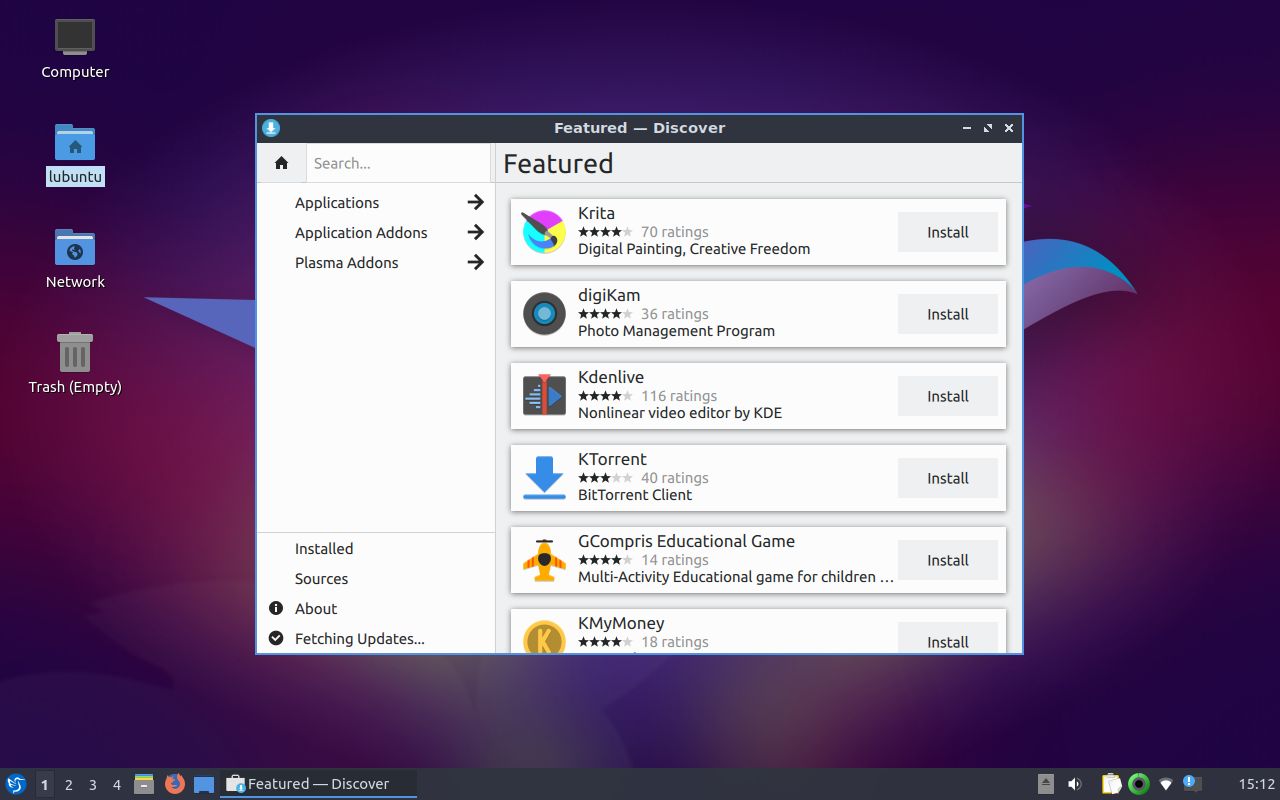 Computer
lubuntu
Network
Trash (Empty)
Featured — Discover
Search...
Applications
Application Addons
Plasma Addons
Installed
Sources
About
Fetching Updates...
Featured
Krita
70 ratings
Digital Painting, Creative Freedom
Install
digiKam
36 ratings
Photo Management Program
Install
Kdenlive
116 ratings
Nonlinear video editor by KDE
Install
KTorrent
40 ratings
BitTorrent Client
Install
GCompris Educational Game
14 ratings
Multi-Activity Educational game for children …
Install
KMyMoney
18 ratings
Install
1 2 3 4
Featured — Discover
15:12